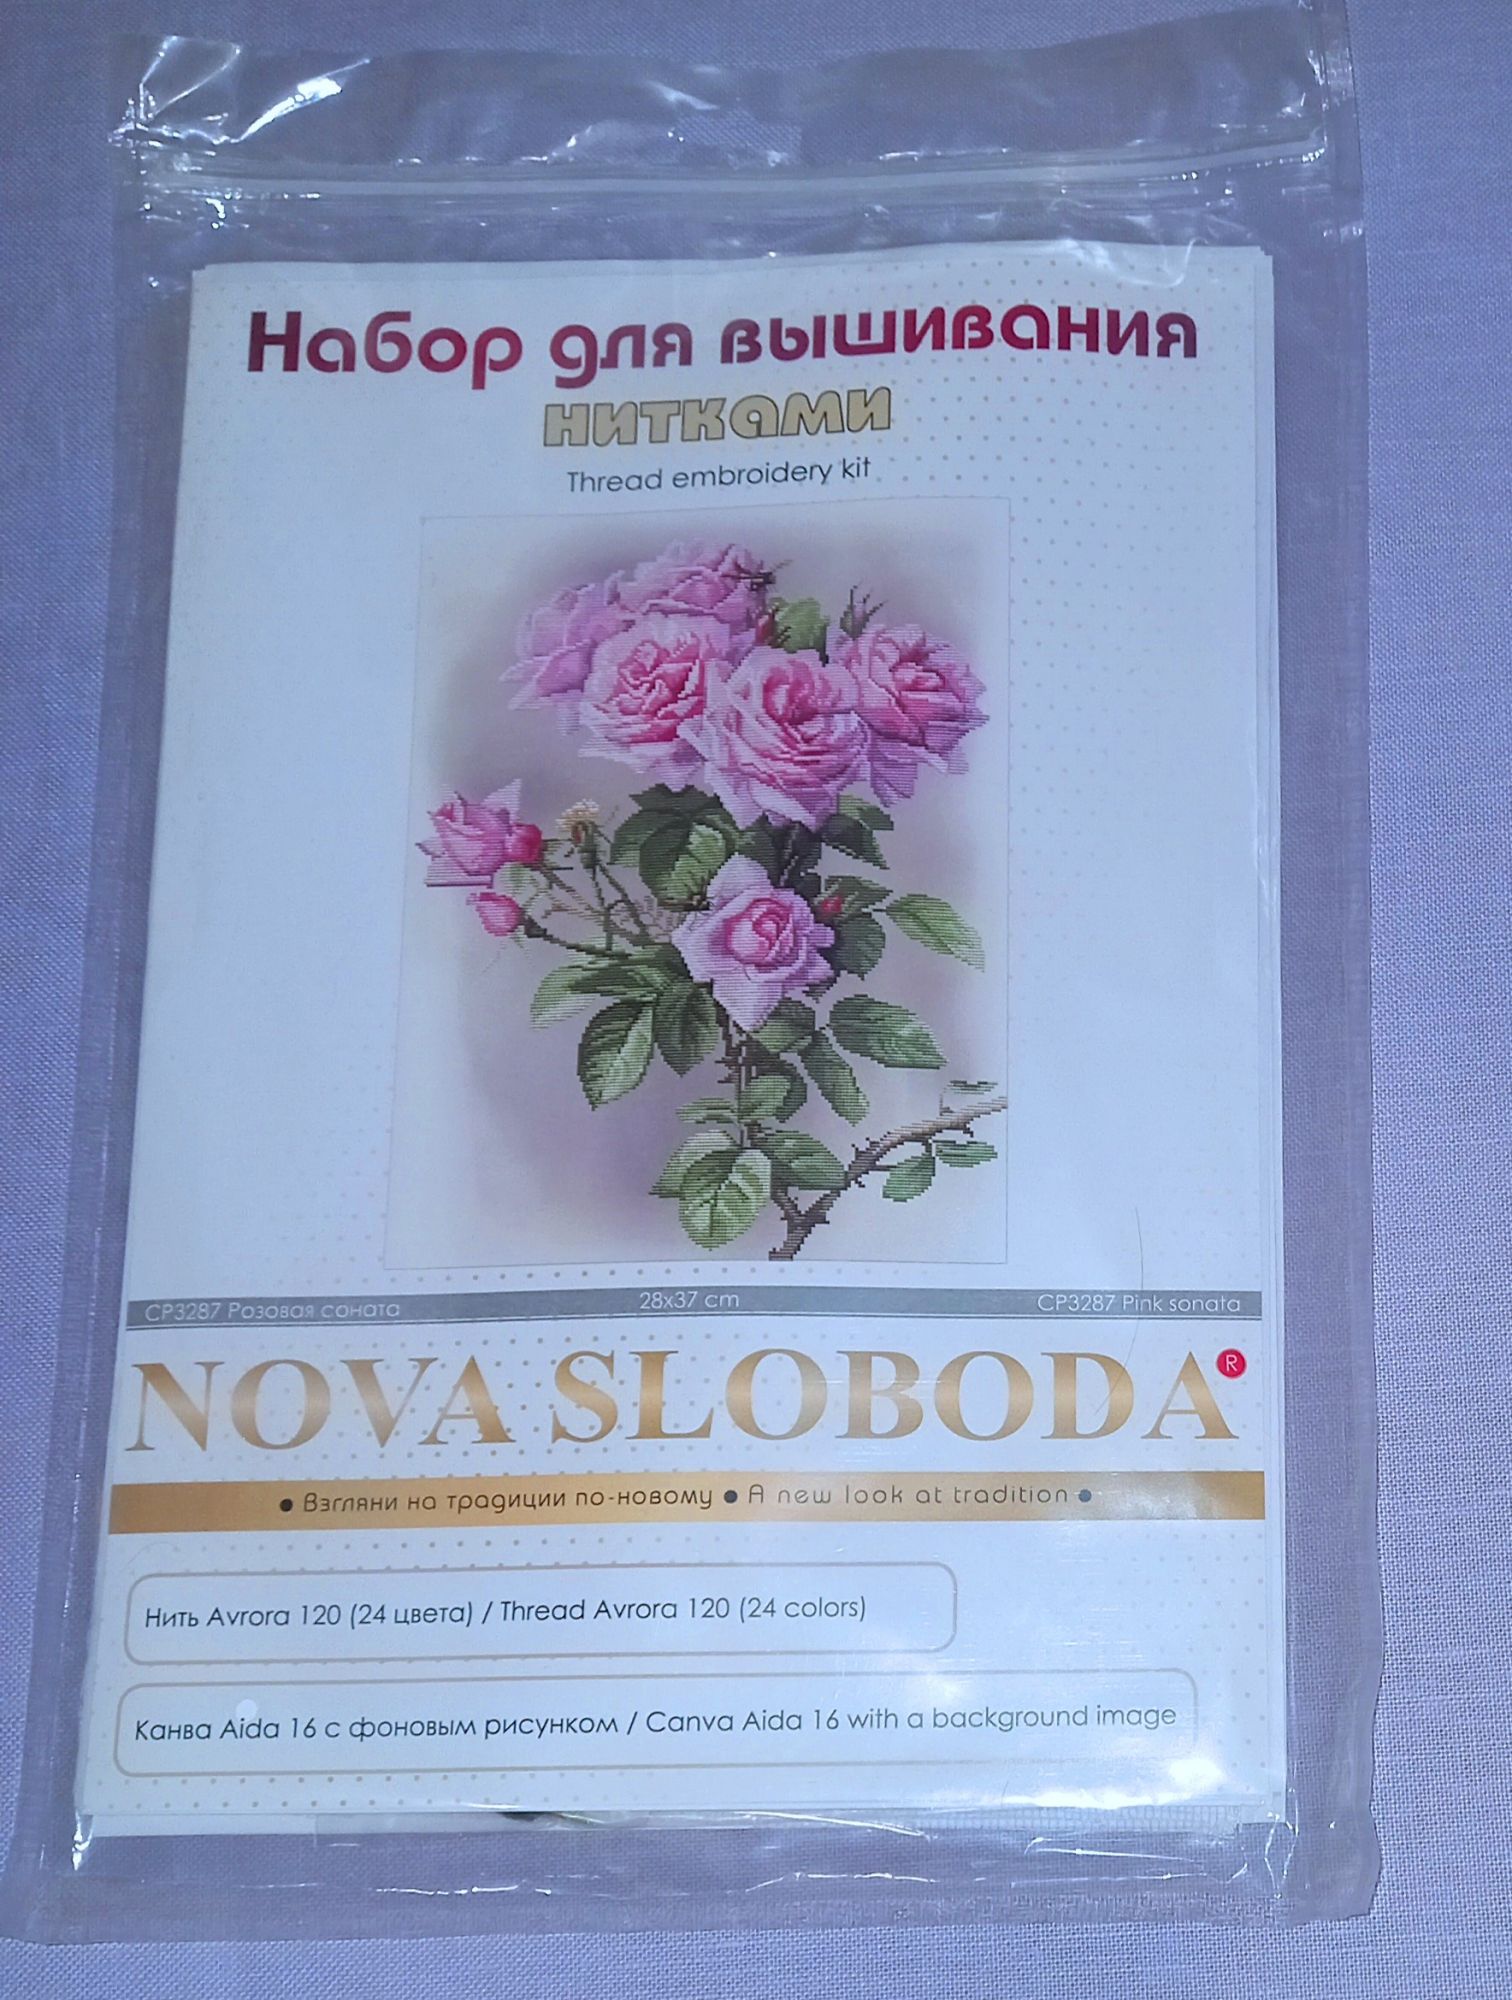 Набор для вышивания
нитками
Thread embroidery kit
СР3287 Розовая соната 28x37 cm CP3287 Pink sonata
NOVA SLOBODA®
• Взгляни на традиции по-новому • A new look at tradition •
Нить Avrora 120 (24 цвета) / Thread Avrora 120 (24 colors)
Канва Aida 16 с фоновым рисунком / Canva Aida 16 with a background image